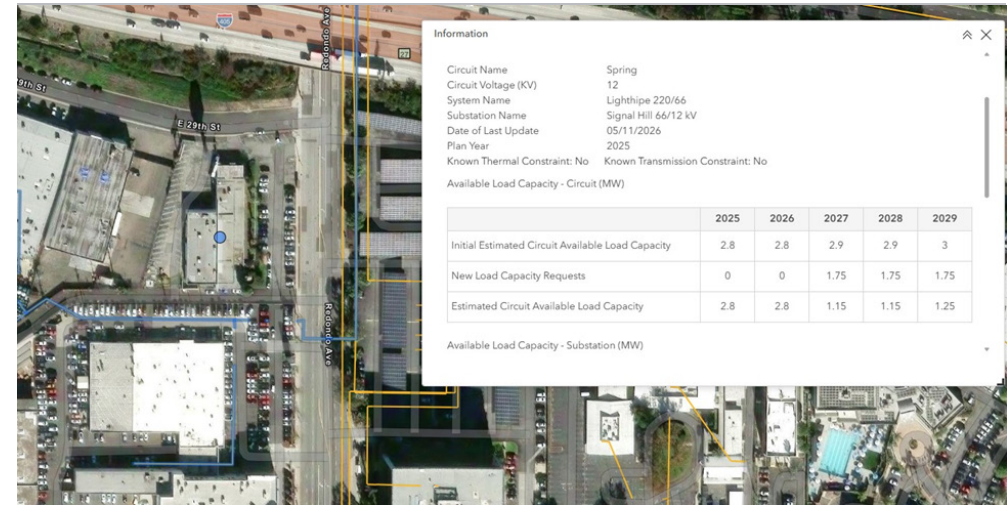 Information
Circuit Name Spring
Circuit Voltage (KV) 12
System Name Lighthipe 220/66
Substation Name Signal Hill 66/12 kV
Date of Last Update 05/11/2026
Plan Year 2025
Known Thermal Constraint: No Known Transmission Constraint: No
Available Load Capacity - Circuit (MW)
2025 2026 2027 2028 2029
Initial Estimated Circuit Available Load Capacity 2.8 2.8 2.9 2.9 3
New Load Capacity Requests 0 0 1.75 1.75 1.75
Estimated Circuit Available Load Capacity 2.8 2.8 1.15 1.15 1.25
Available Load Capacity - Substation (MW)
Redondo Ave
405
27
9th St
E 29th St
Redondo Ave